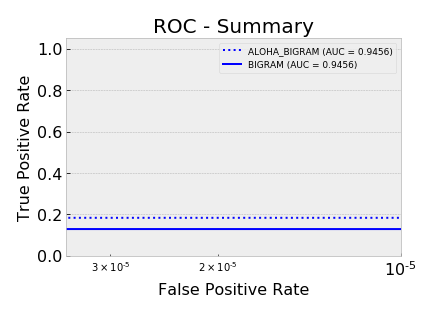 ROC - Summary
ALOHA_BIGRAM (AUC = 0.9456)
BIGRAM (AUC = 0.9456)
True Positive Rate
1.0
0.8
0.6
0.4
0.2
0.0
3 × 10⁻⁵ 2 × 10⁻⁵ 10⁻⁵
False Positive Rate